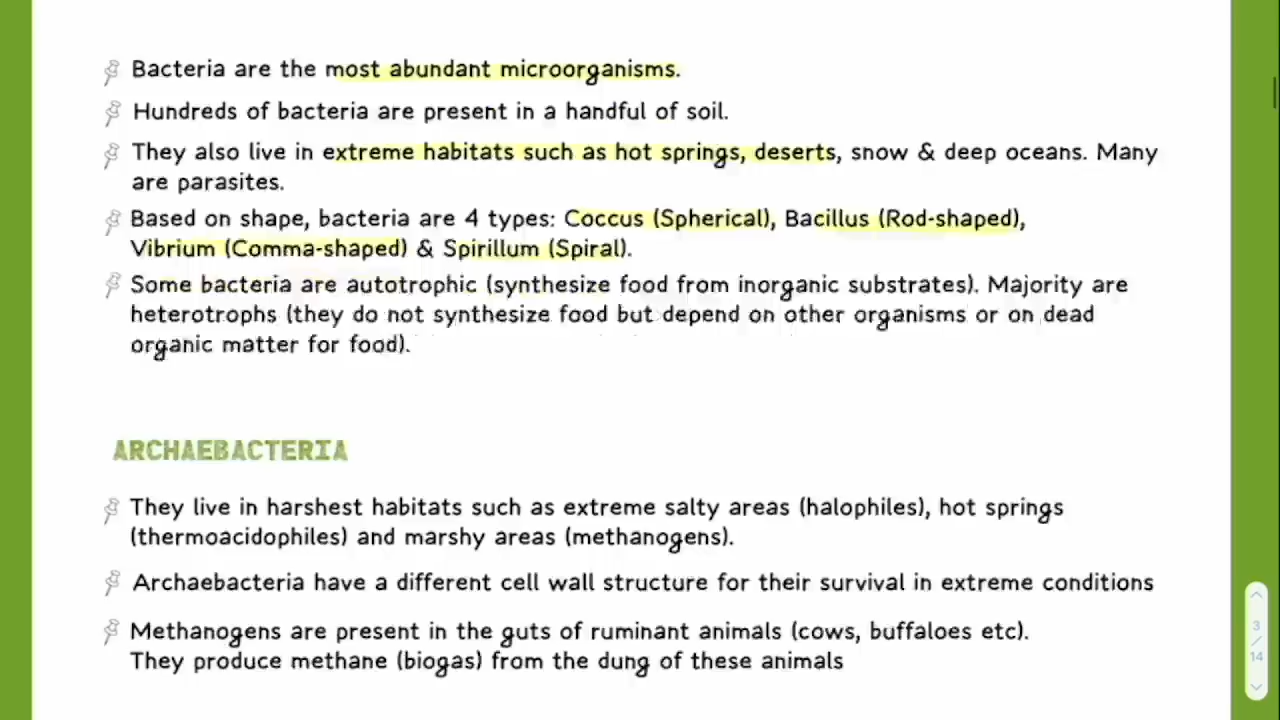 Bacteria are the most abundant microorganisms.
Hundreds of bacteria are present in a handful of soil.
They also live in extreme habitats such as hot springs, deserts, snow & deep oceans. Many
are parasites.
Based on shape, bacteria are 4 types: Coccus (Spherical), Bacillus (Rod-shaped),
Vibrium (Comma-shaped) & Spirillum (Spiral).
Some bacteria are autotrophic (synthesize food from inorganic substrates). Majority are
heterotrophs (they do not synthesize food but depend on other organisms or on dead
organic matter for food).
ARCHAEBACTERIA
They live in harshest habitats such as extreme salty areas (halophiles), hot springs
(thermoacidophiles) and marshy areas (methanogens).
Archaebacteria have a different cell wall structure for their survival in extreme conditions
Methanogens are present in the guts of ruminant animals (cows, buffaloes etc).
They produce methane (biogas) from the dung of these animals
3
/
14